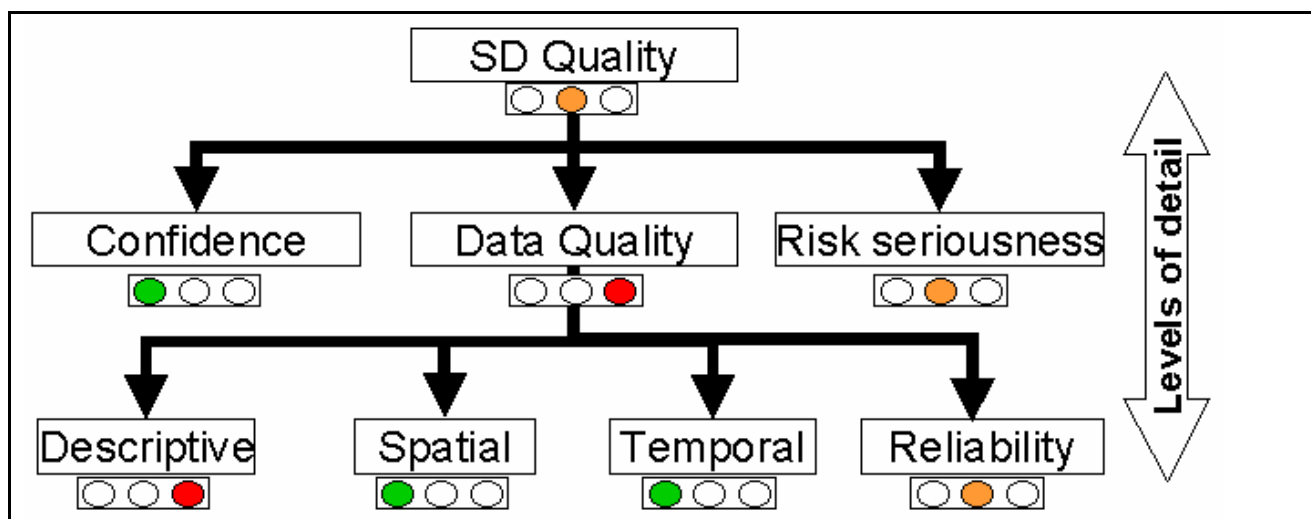 SD Quality
Confidence
Data Quality
Risk seriousness
Descriptive
Spatial
Temporal
Reliability
Levels of detail